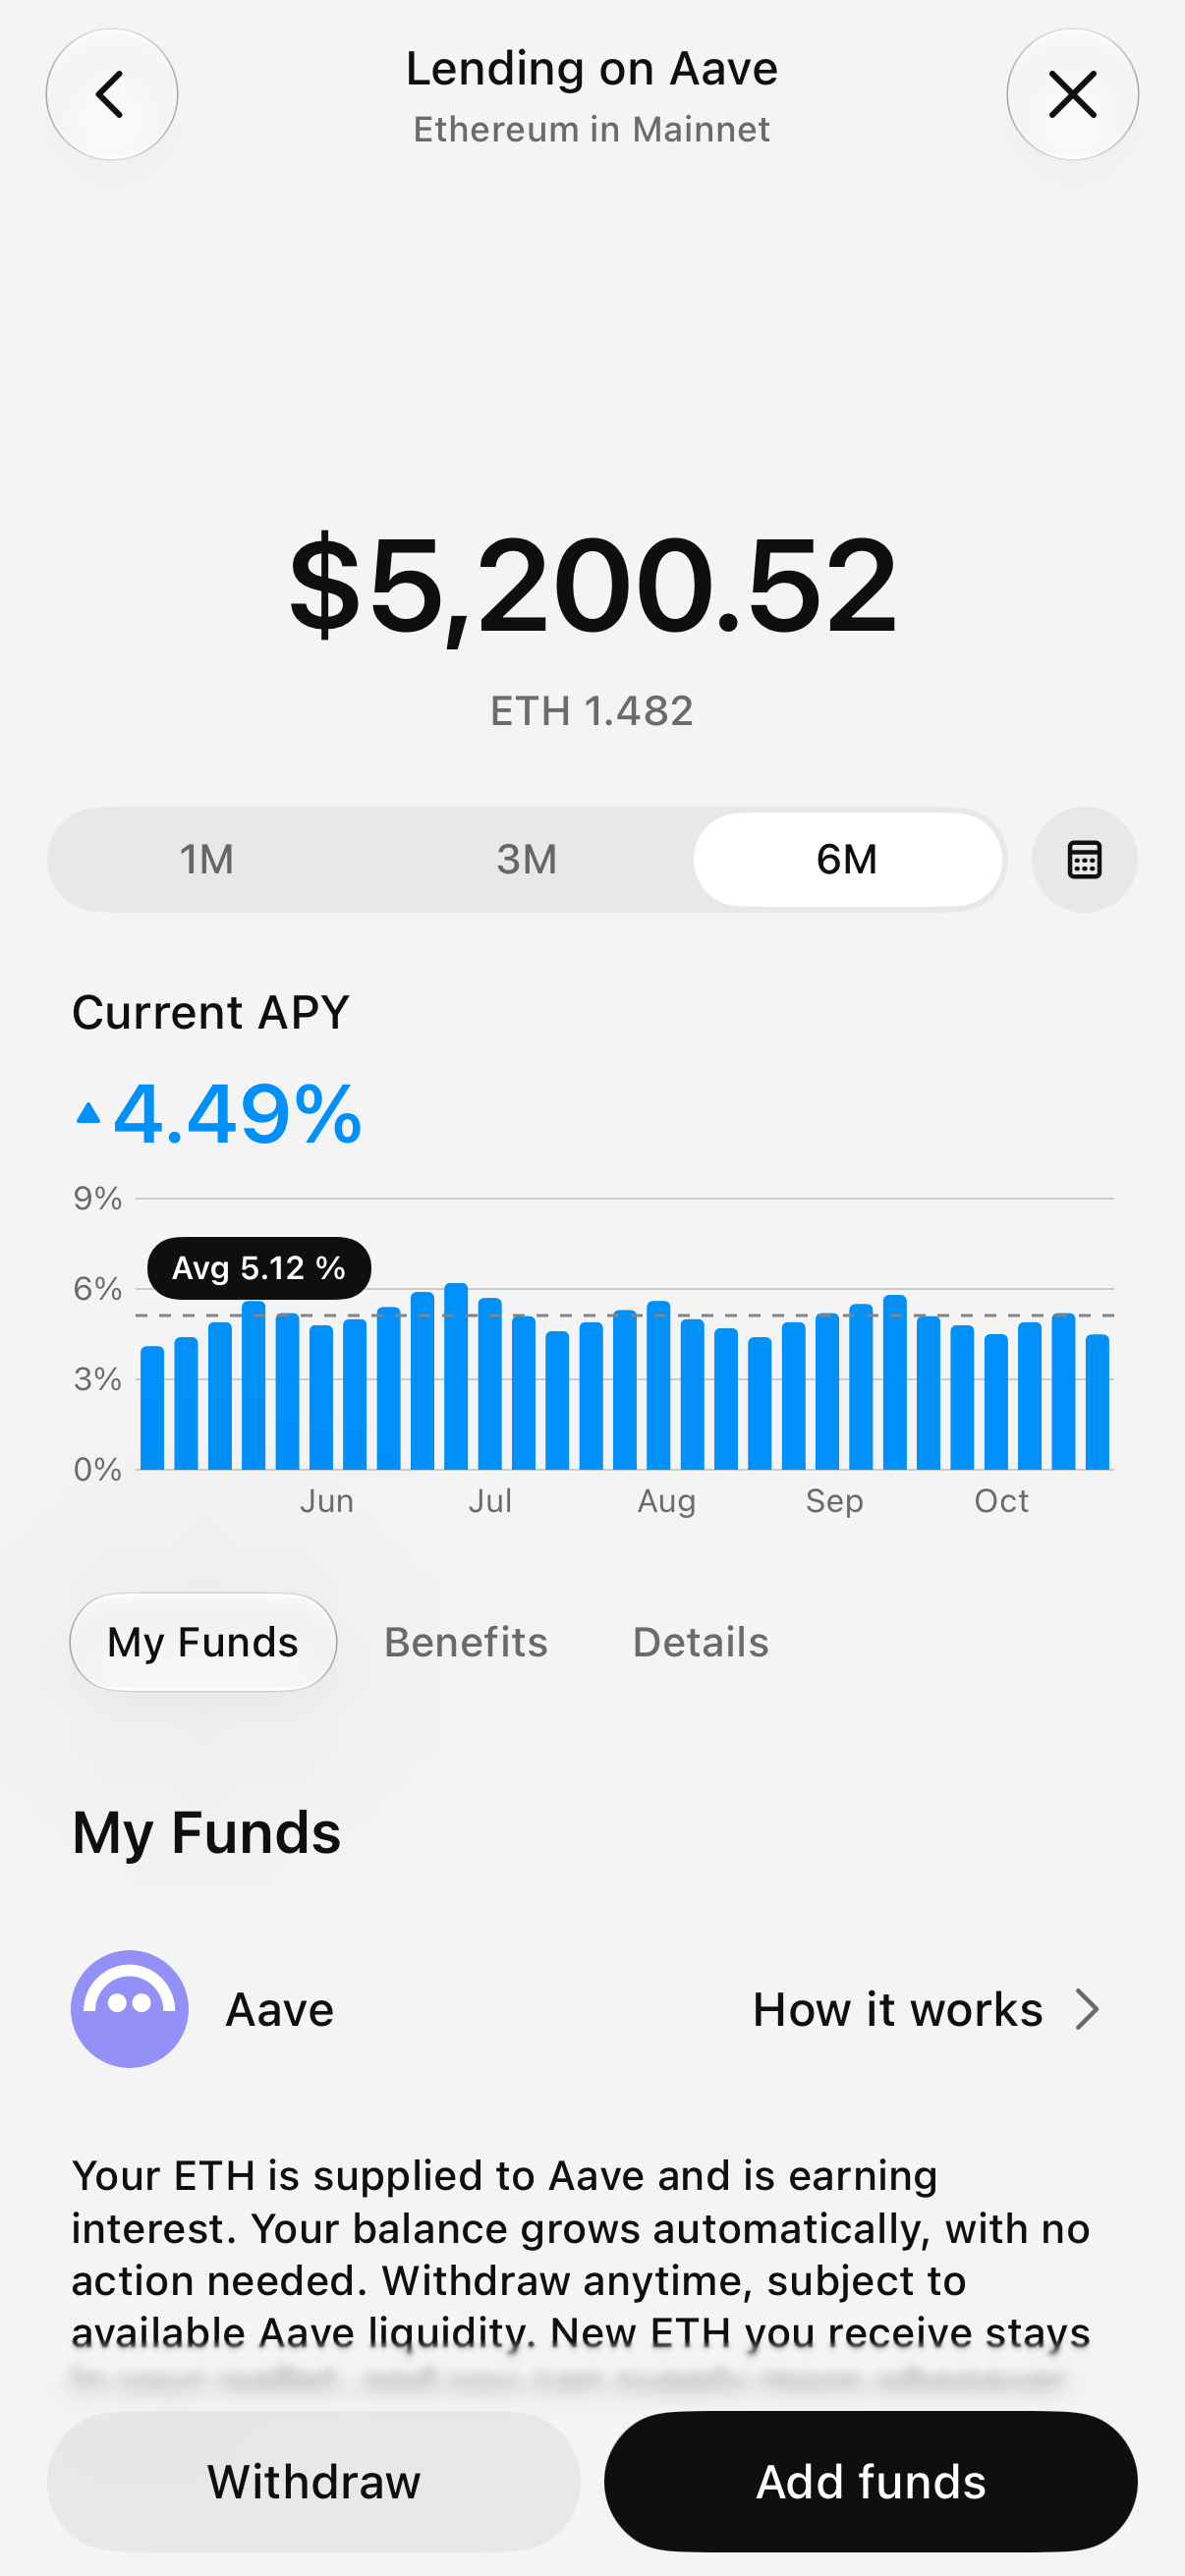 Lending on Aave
Ethereum in Mainnet
$5,200.52
ETH 1.482
1M 3M 6M
Current APY
4.49%
9%
Avg 5.12 %
6%
3%
0%
Jun Jul Aug Sep Oct
My Funds Benefits Details
My Funds
Aave How it works
Your ETH is supplied to Aave and is earning
interest. Your balance grows automatically, with no
action needed. Withdraw anytime, subject to
available Aave liquidity. New ETH you receive stays
Withdraw Add funds